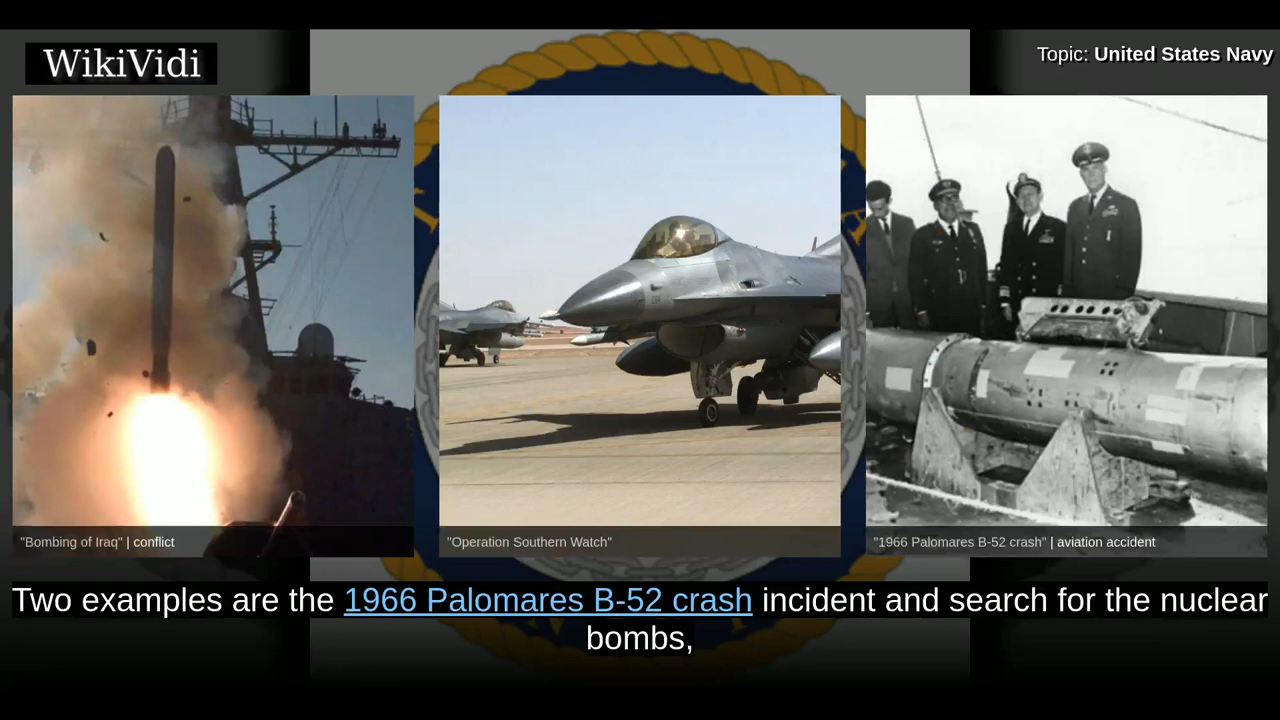 WikiVidi
Topic: United States Navy
"Bombing of Iraq" | conflict
"Operation Southern Watch"
"1966 Palomares B-52 crash" | aviation accident
Two examples are the 1966 Palomares B-52 crash incident and search for the nuclear
bombs,